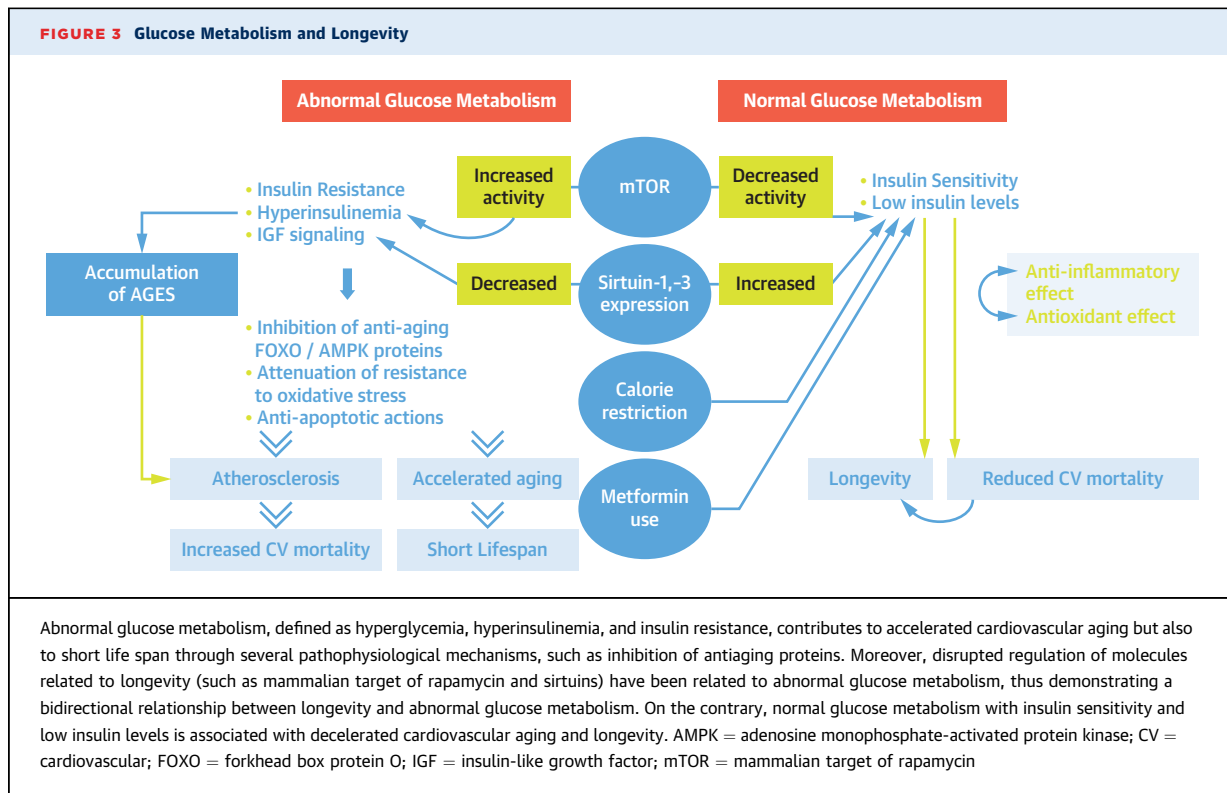 FIGURE 3 Glucose Metabolism and Longevity
Abnormal Glucose Metabolism
Normal Glucose Metabolism
• Insulin Resistance
• Hyperinsulinemia
• IGF signaling
Increased
activity
mTOR
Decreased
activity
• Insulin Sensitivity
• Low insulin levels
Accumulation
of AGES
Decreased
Sirtuin-1,-3
expression
Increased
• Anti-inflammatory
effect
• Antioxidant effect
• Inhibition of anti-aging
FOXO / AMPK proteins
• Attenuation of resistance
to oxidative stress
• Anti-apoptotic actions
Calorie
restriction
Atherosclerosis
Accelerated aging
Metformin
use
Longevity
Reduced CV mortality
Increased CV mortality
Short Lifespan
Abnormal glucose metabolism, defined as hyperglycemia, hyperinsulinemia, and insulin resistance, contributes to accelerated cardiovascular aging but also
to short life span through several pathophysiological mechanisms, such as inhibition of antiaging proteins. Moreover, disrupted regulation of molecules
related to longevity (such as mammalian target of rapamycin and sirtuins) have been related to abnormal glucose metabolism, thus demonstrating a
bidirectional relationship between longevity and abnormal glucose metabolism. On the contrary, normal glucose metabolism with insulin sensitivity and
low insulin levels is associated with decelerated cardiovascular aging and longevity. AMPK = adenosine monophosphate-activated protein kinase; CV =
cardiovascular; FOXO = forkhead box protein O; IGF = insulin-like growth factor; mTOR = mammalian target of rapamycin